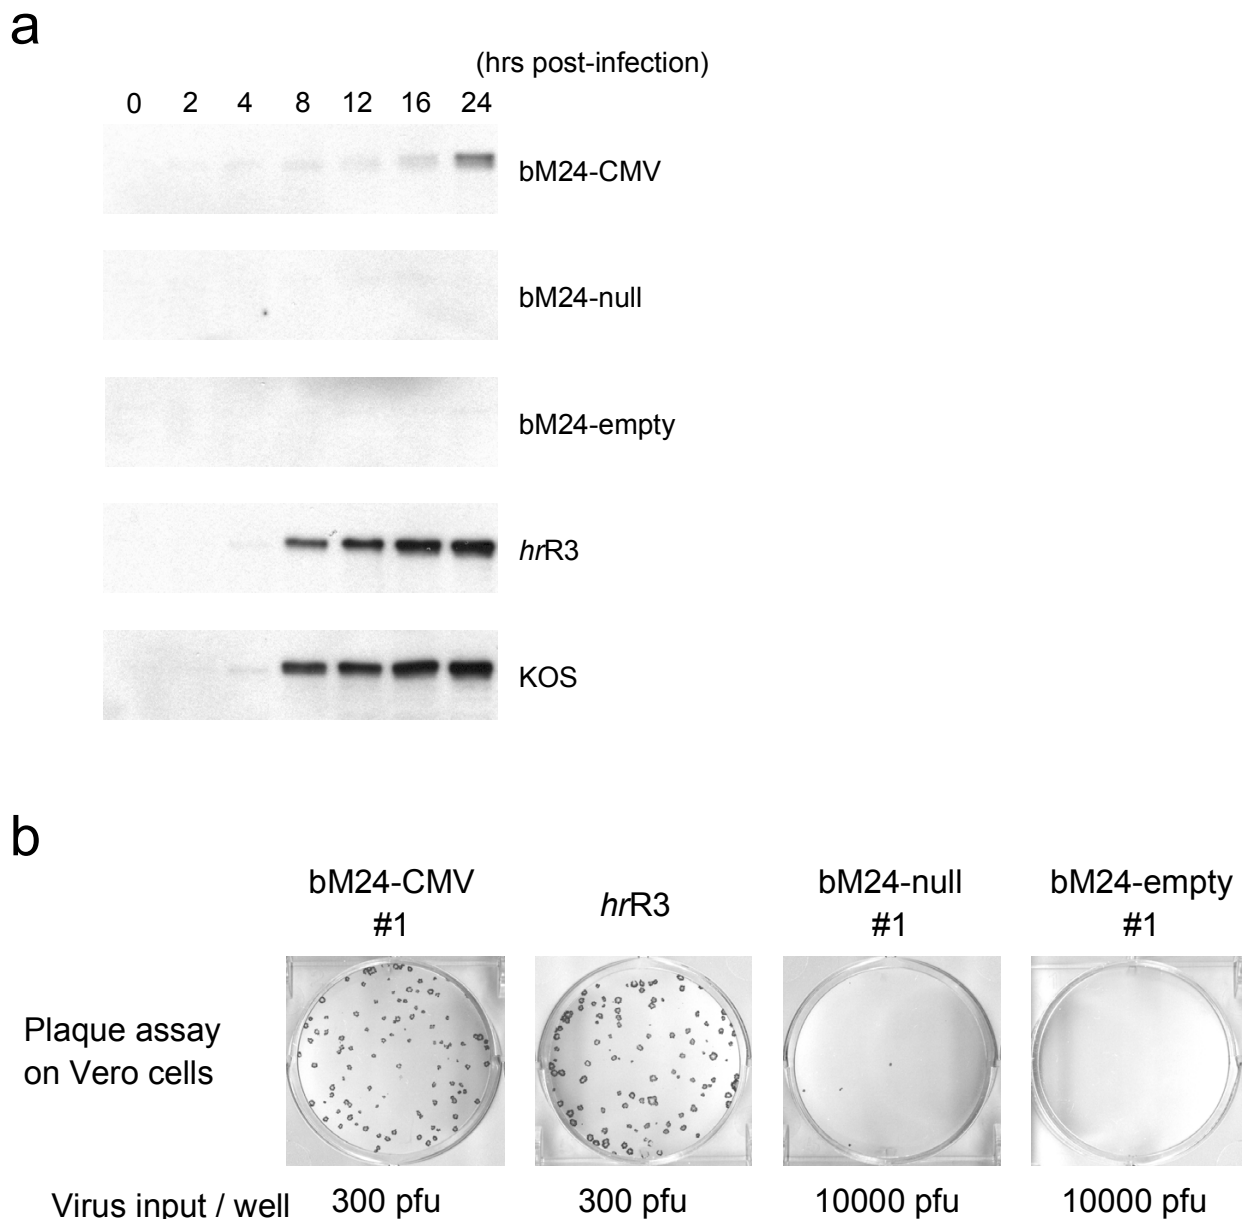 a
(hrs post-infection)
0 2 4 8 12 16 24
bM24-CMV
bM24-null
bM24-empty
hrR3
KOS
b
bM24-CMV #1
hrR3
bM24-null #1
bM24-empty #1
Plaque assay
on Vero cells
Virus input / well 300 pfu 300 pfu 10000 pfu 10000 pfu